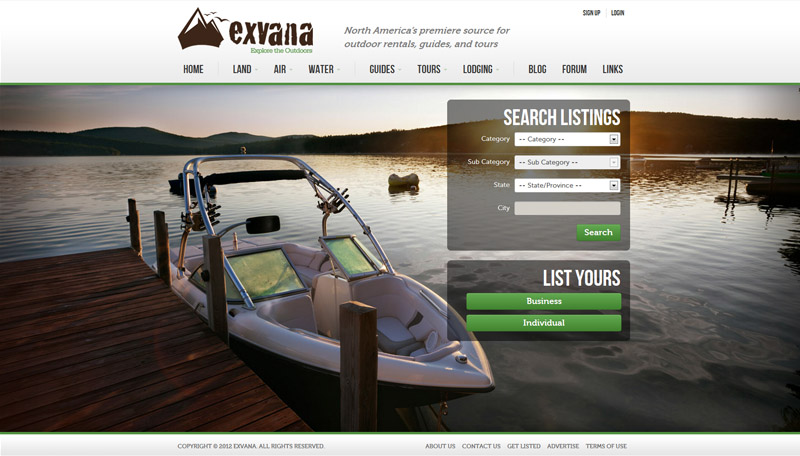 SIGN UP LOGIN
exvana
Explore the Outdoors
North America's premiere source for
outdoor rentals, guides, and tours
HOME LAND AIR WATER GUIDES TOURS LODGING BLOG FORUM LINKS
SEARCH LISTINGS
Category -- Category --
Sub Category -- Sub Category --
State -- State/Province --
City
Search
LIST YOURS
Business
Individual
COPYRIGHT © 2012 EXVANA. ALL RIGHTS RESERVED. ABOUT US CONTACT US GET LISTED ADVERTISE TERMS OF USE